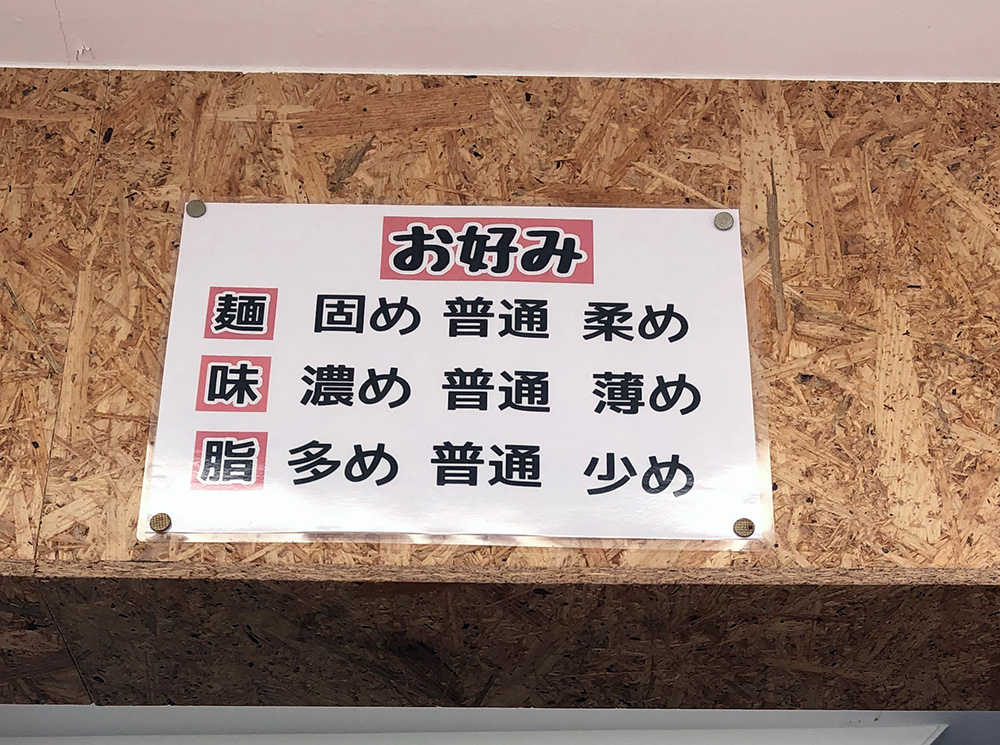 お好み
麺 固め 普通 柔め
味 濃め 普通 薄め
脂 多め 普通 少め